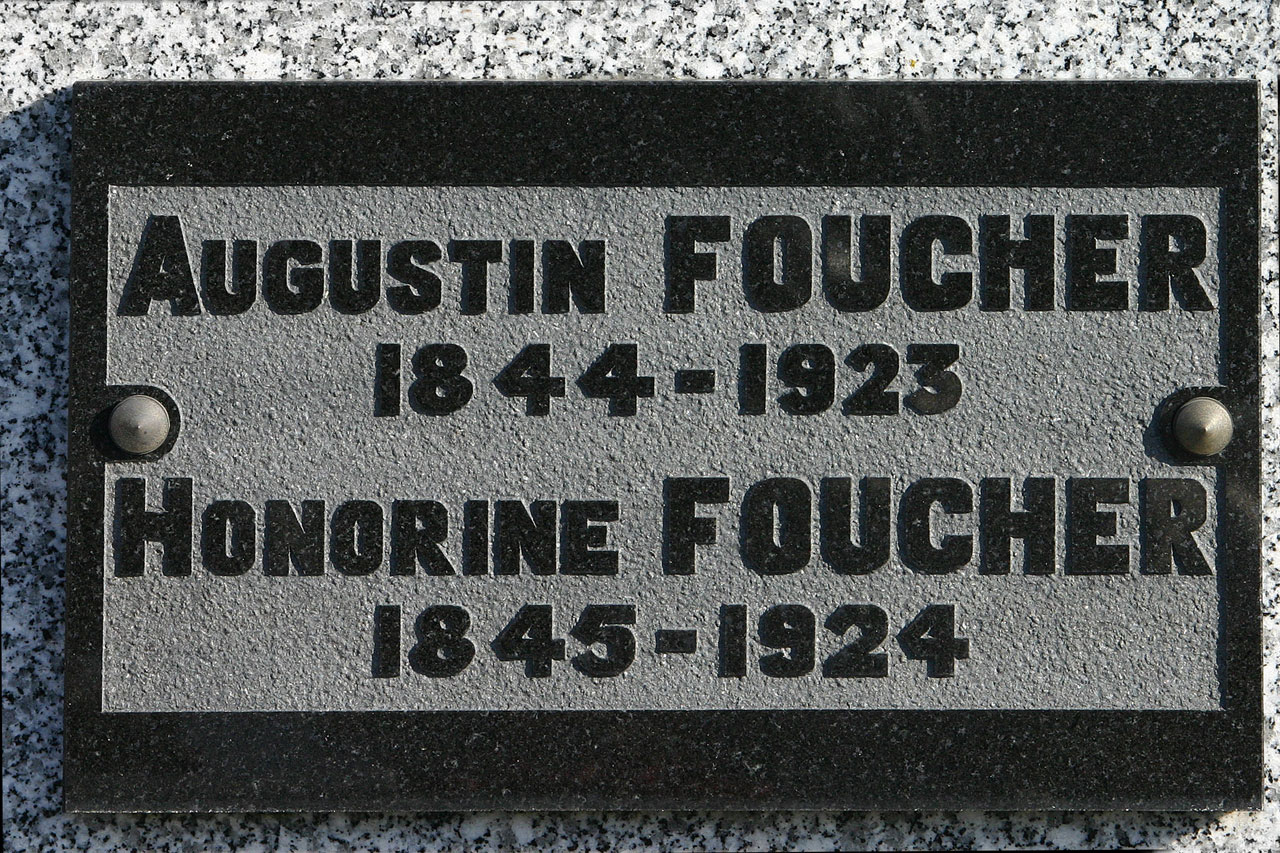 Augustin FOUCHER
1844-1923
Honorine FOUCHER
1845-1924